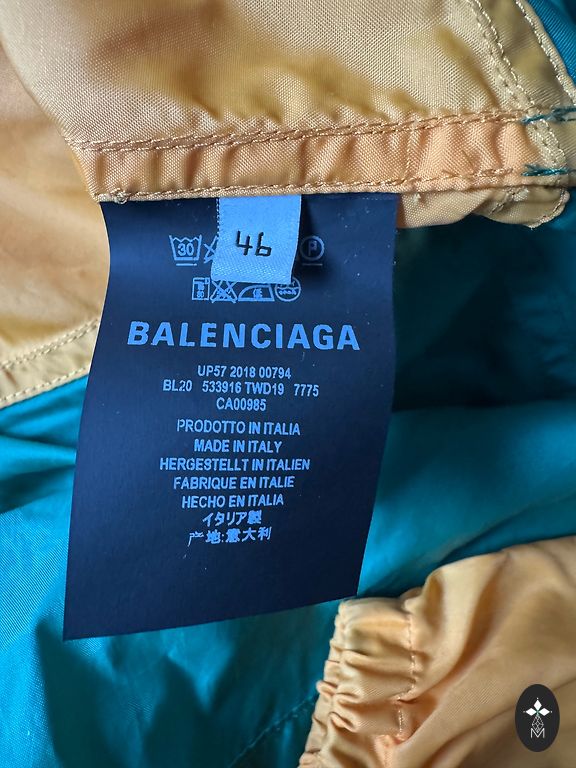 46
30
P
BALENCIAGA
UP57 2018 00794
BL20 533916 TWD19 7775
CA00985
PRODOTTO IN ITALIA
MADE IN ITALY
HERGESTELLT IN ITALIEN
FABRIQUE EN ITALIE
HECHO EN ITALIA
イタリア製
产地:意大利
M